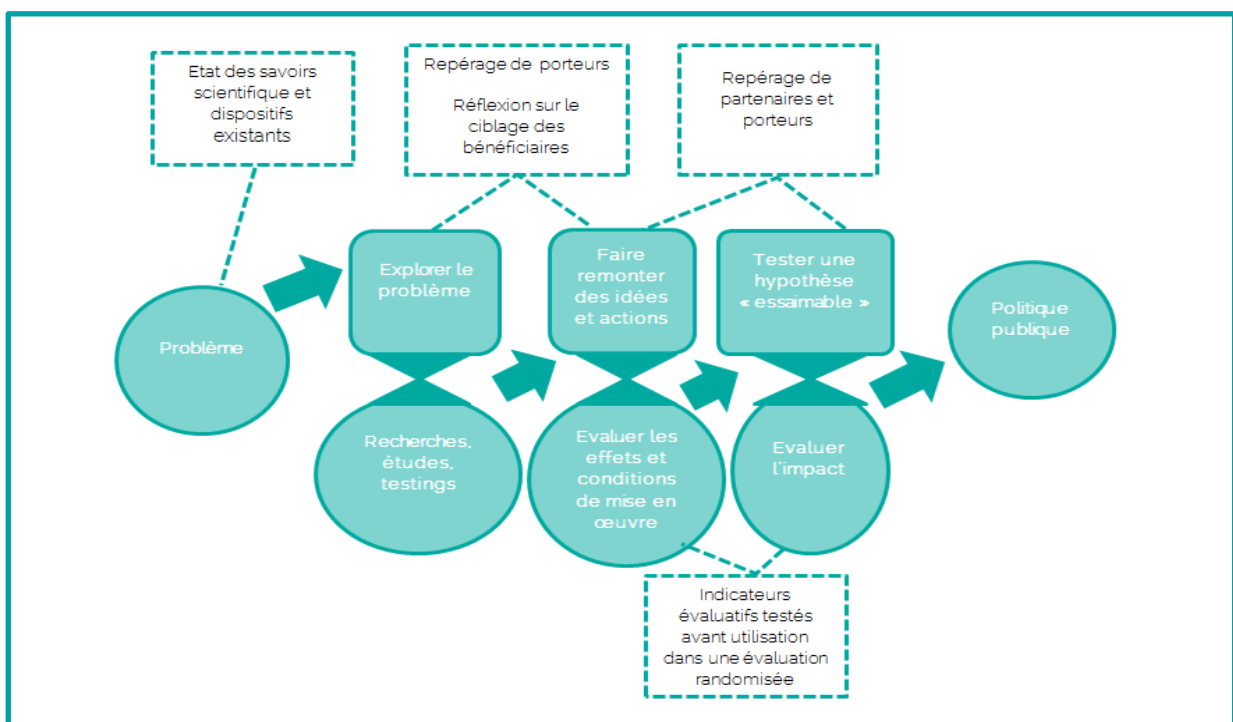 Etat des savoirs
scientifique et
dispositifs
existants
Repérage de porteurs
Réflexion sur le
ciblage des
bénéficiaires
Repérage de
partenaires et
porteurs
Problème
Explorer le
problème
Faire
remonter
des idées
et actions
Tester une
hypothèse
« essaimable »
Politique
publique
Recherches,
études,
testings
Evaluer les
effets et
conditions
de mise en
œuvre
Evaluer
l'impact
Indicateurs
évaluatifs testés
avant utilisation
dans une évaluation
randomisée